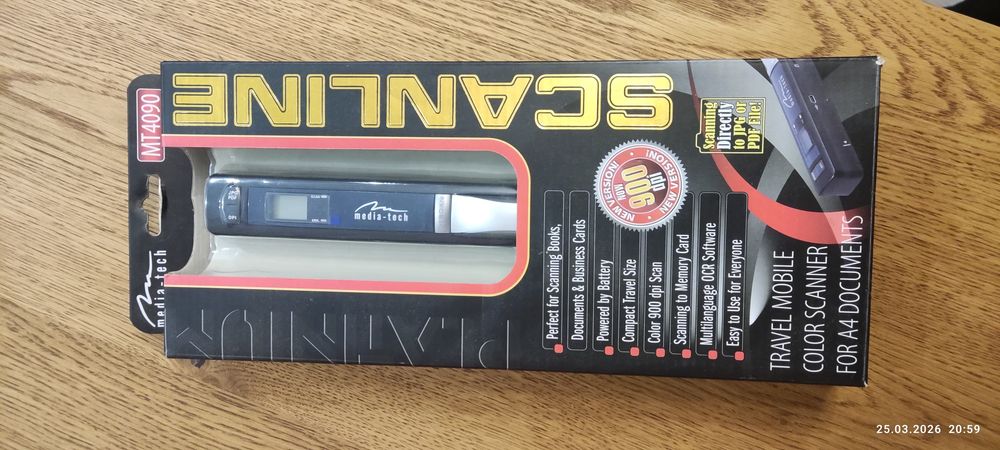 MT4090
media-tech
SCANLINE
PLATINUM
JPG
PDF
DPI
media-tech
NEW VERSION!
NOW
900
dpi
NEW VERSION!
Scanning
Directly
to JPG or
PDF File!
Perfect for Scanning Books,
Documents & Business Cards
Powered by Battery
Compact Travel Size
Color 900 dpi Scan
Scanning to Memory Card
Multilanguage OCR Software
Easy to Use for Everyone
TRAVEL MOBILE
COLOR SCANNER
FOR A4 DOCUMENTS
25.03.2026 20:59